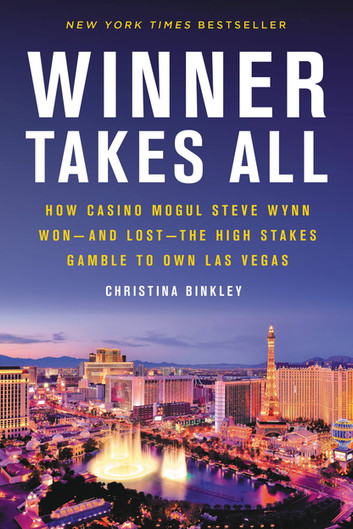 NEW YORK TIMES BESTSELLER
WINNER
TAKES ALL
HOW CASINO MOGUL STEVE WYNN
WON—AND LOST—THE HIGH STAKES
GAMBLE TO OWN LAS VEGAS
CHRISTINA BINKLEY